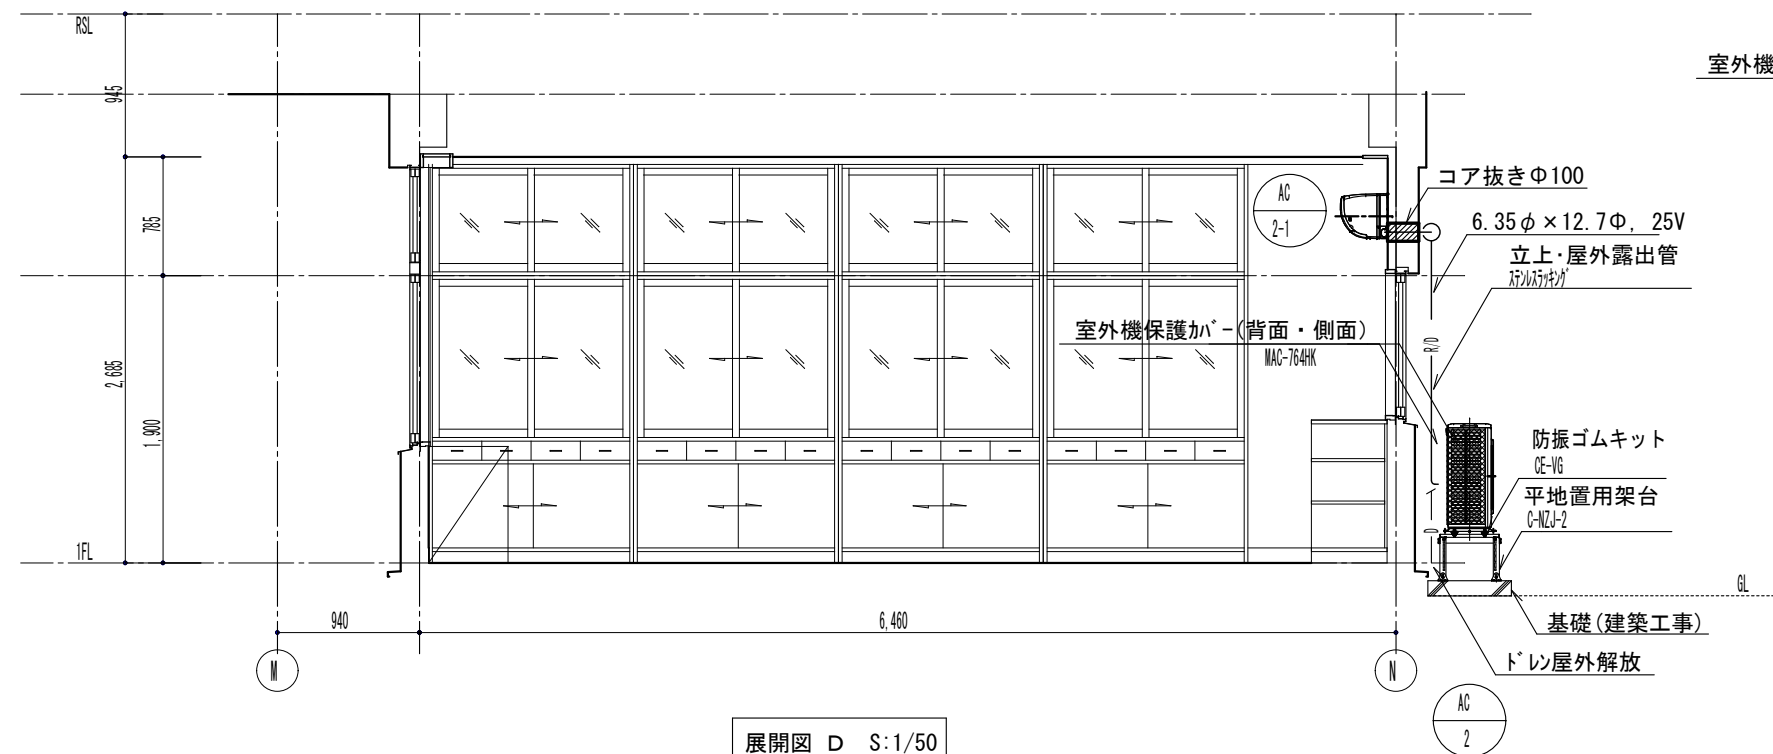 RSL
室外機
945
コア抜きΦ100
AC
2-1
6.35φ×12.7Φ, 25V
785
立上・屋外露出管
ステンレスラッキング
室外機保護カバー(背面・側面)
MAC-764HK
R/D
2,685
1,900
防振ゴムキット
CE-VG
平地置用架台
C-NZJ-2
D
1FL
GL
940
6,460
基礎(建築工事)
ドレン屋外解放
M
N
AC
2
展開図 D S:1/50